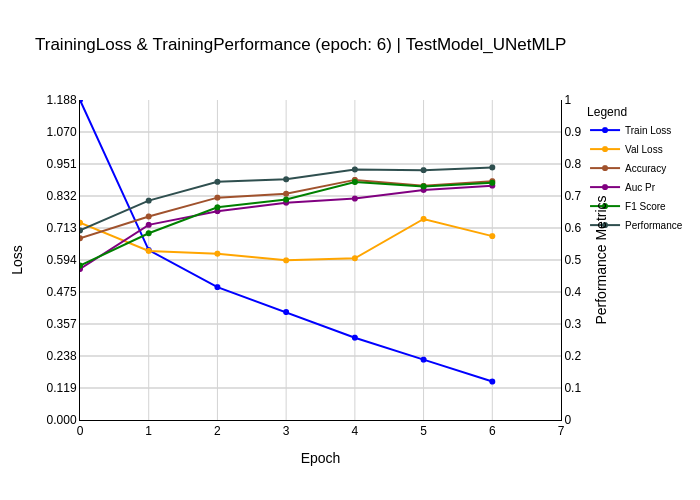 TrainingLoss & TrainingPerformance (epoch: 6) | TestModel_UNetMLP
1.188
1.070
0.951
0.832
0.713
0.594
0.475
0.357
0.238
0.119
0.000
Loss
0
1
2
3
4
5
6
7
Epoch
1
0.9
0.8
0.7
0.6
0.5
0.4
0.3
0.2
0.1
0
Performance Metrics
Legend
Train Loss
Val Loss
Accuracy
Auc Pr
F1 Score
Performance